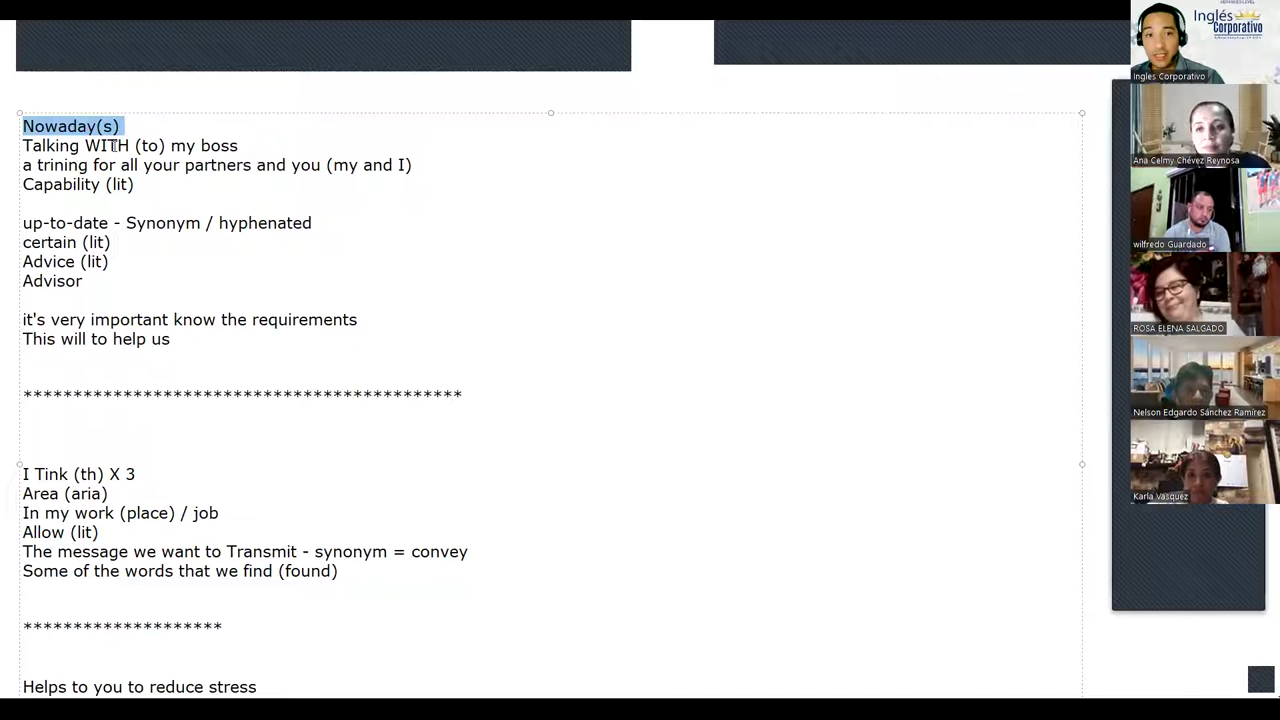 Nowaday(s)
Talking WITH (to) my boss
a trining for all your partners and you (my and I)
Capability (lit)
up-to-date - Synonym / hyphenated
certain (lit)
Advice (lit)
Advisor
it's very important know the requirements
This will to help us
********************************************
I Tink (th) X 3
Area (aria)
In my work (place) / job
Allow (lit)
The message we want to Transmit - synonym = convey
Some of the words that we find (found)
********************
Helps to you to reduce stress
Inglés
Corporativo
Ingles Corporativo
Ana Celmy Chévez Reynosa
wilfredo Guardado
ROSA ELENA SALGADO
Nelson Edgardo Sánchez Ramírez
Karla Vasquez